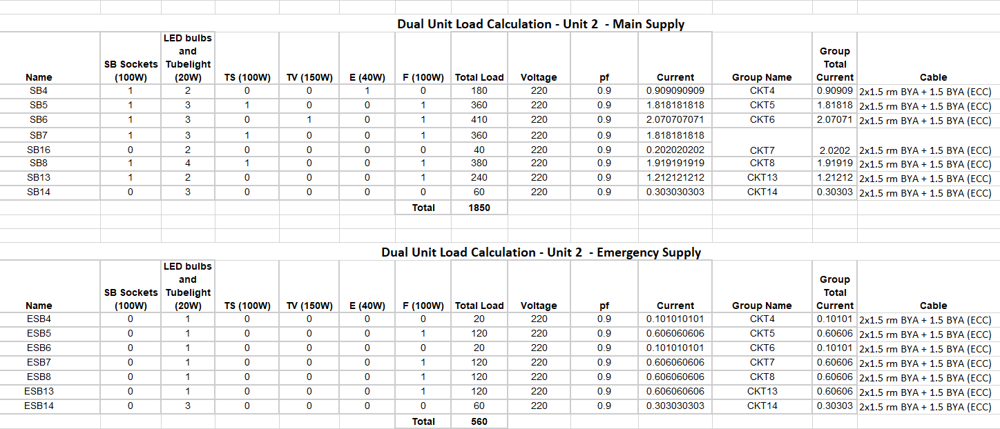 Dual Unit Load Calculation - Unit 2 - Main Supply
Name SB Sockets (100W) LED bulbs and Tubelight (20W) TS (100W) TV (150W) E (40W) F (100W) Total Load Voltage pf Current Group Name Group Total Current Cable
SB4 1 2 0 0 1 0 180 220 0.9 0.909090909 CKT4 0.90909 2x1.5 rm BYA + 1.5 BYA (ECC)
SB5 1 3 1 0 0 1 360 220 0.9 1.818181818 CKT5 1.81818 2x1.5 rm BYA + 1.5 BYA (ECC)
SB6 1 3 0 1 0 1 410 220 0.9 2.070707071 CKT6 2.07071 2x1.5 rm BYA + 1.5 BYA (ECC)
SB7 1 3 1 0 0 1 360 220 0.9 1.818181818
SB16 0 2 0 0 0 0 40 220 0.9 0.202020202 CKT7 2.0202 2x1.5 rm BYA + 1.5 BYA (ECC)
SB8 1 4 1 0 0 1 380 220 0.9 1.919191919 CKT8 1.91919 2x1.5 rm BYA + 1.5 BYA (ECC)
SB13 1 2 0 0 0 1 240 220 0.9 1.212121212 CKT13 1.21212 2x1.5 rm BYA + 1.5 BYA (ECC)
SB14 0 3 0 0 0 0 60 220 0.9 0.303030303 CKT14 0.30303 2x1.5 rm BYA + 1.5 BYA (ECC)
Total 1850
Dual Unit Load Calculation - Unit 2 - Emergency Supply
Name SB Sockets (100W) LED bulbs and Tubelight (20W) TS (100W) TV (150W) E (40W) F (100W) Total Load Voltage pf Current Group Name Group Total Current Cable
ESB4 0 1 0 0 0 0 20 220 0.9 0.101010101 CKT4 0.10101 2x1.5 rm BYA + 1.5 BYA (ECC)
ESB5 0 1 0 0 0 1 120 220 0.9 0.606060606 CKT5 0.60606 2x1.5 rm BYA + 1.5 BYA (ECC)
ESB6 0 1 0 0 0 0 20 220 0.9 0.101010101 CKT6 0.10101 2x1.5 rm BYA + 1.5 BYA (ECC)
ESB7 0 1 0 0 0 1 120 220 0.9 0.606060606 CKT7 0.60606 2x1.5 rm BYA + 1.5 BYA (ECC)
ESB8 0 1 0 0 0 1 120 220 0.9 0.606060606 CKT8 0.60606 2x1.5 rm BYA + 1.5 BYA (ECC)
ESB13 0 1 0 0 0 1 120 220 0.9 0.606060606 CKT13 0.60606 2x1.5 rm BYA + 1.5 BYA (ECC)
ESB14 0 3 0 0 0 0 60 220 0.9 0.303030303 CKT14 0.30303 2x1.5 rm BYA + 1.5 BYA (ECC)
Total 560